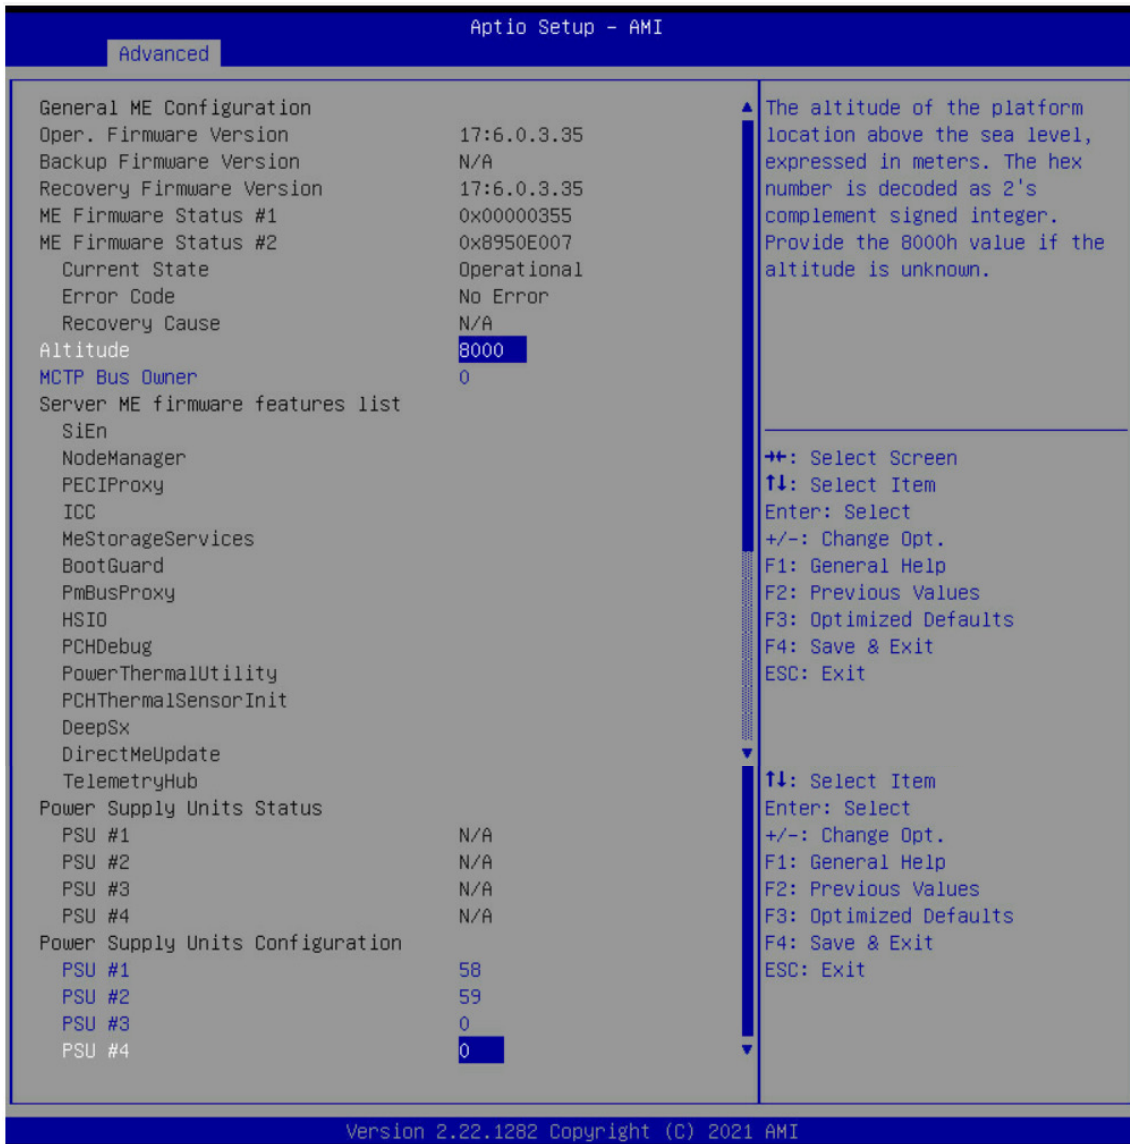 Aptio Setup – AMI
Advanced
General ME Configuration
Oper. Firmware Version 17:6.0.3.35
Backup Firmware Version N/A
Recovery Firmware Version 17:6.0.3.35
ME Firmware Status #1 0x00000355
ME Firmware Status #2 0x8950E007
Current State Operational
Error Code No Error
Recovery Cause N/A
Altitude 8000
MCTP Bus Owner 0
Server ME firmware features list
SiEn
NodeManager
PECIProxy
ICC
MeStorageServices
BootGuard
PmBusProxy
HSIO
PCHDebug
PowerThermalUtility
PCHThermalSensorInit
DeepSx
DirectMeUpdate
TelemetryHub
Power Supply Units Status
PSU #1 N/A
PSU #2 N/A
PSU #3 N/A
PSU #4 N/A
Power Supply Units Configuration
PSU #1 58
PSU #2 59
PSU #3 0
PSU #4 0
The altitude of the platform
location above the sea level,
expressed in meters. The hex
number is decoded as 2's
complement signed integer.
Provide the 8000h value if the
altitude is unknown.
→←: Select Screen
↑↓: Select Item
Enter: Select
+/-: Change Opt.
F1: General Help
F2: Previous Values
F3: Optimized Defaults
F4: Save & Exit
ESC: Exit
↑↓: Select Item
Enter: Select
+/-: Change Opt.
F1: General Help
F2: Previous Values
F3: Optimized Defaults
F4: Save & Exit
ESC: Exit
Version 2.22.1282 Copyright (C) 2021 AMI